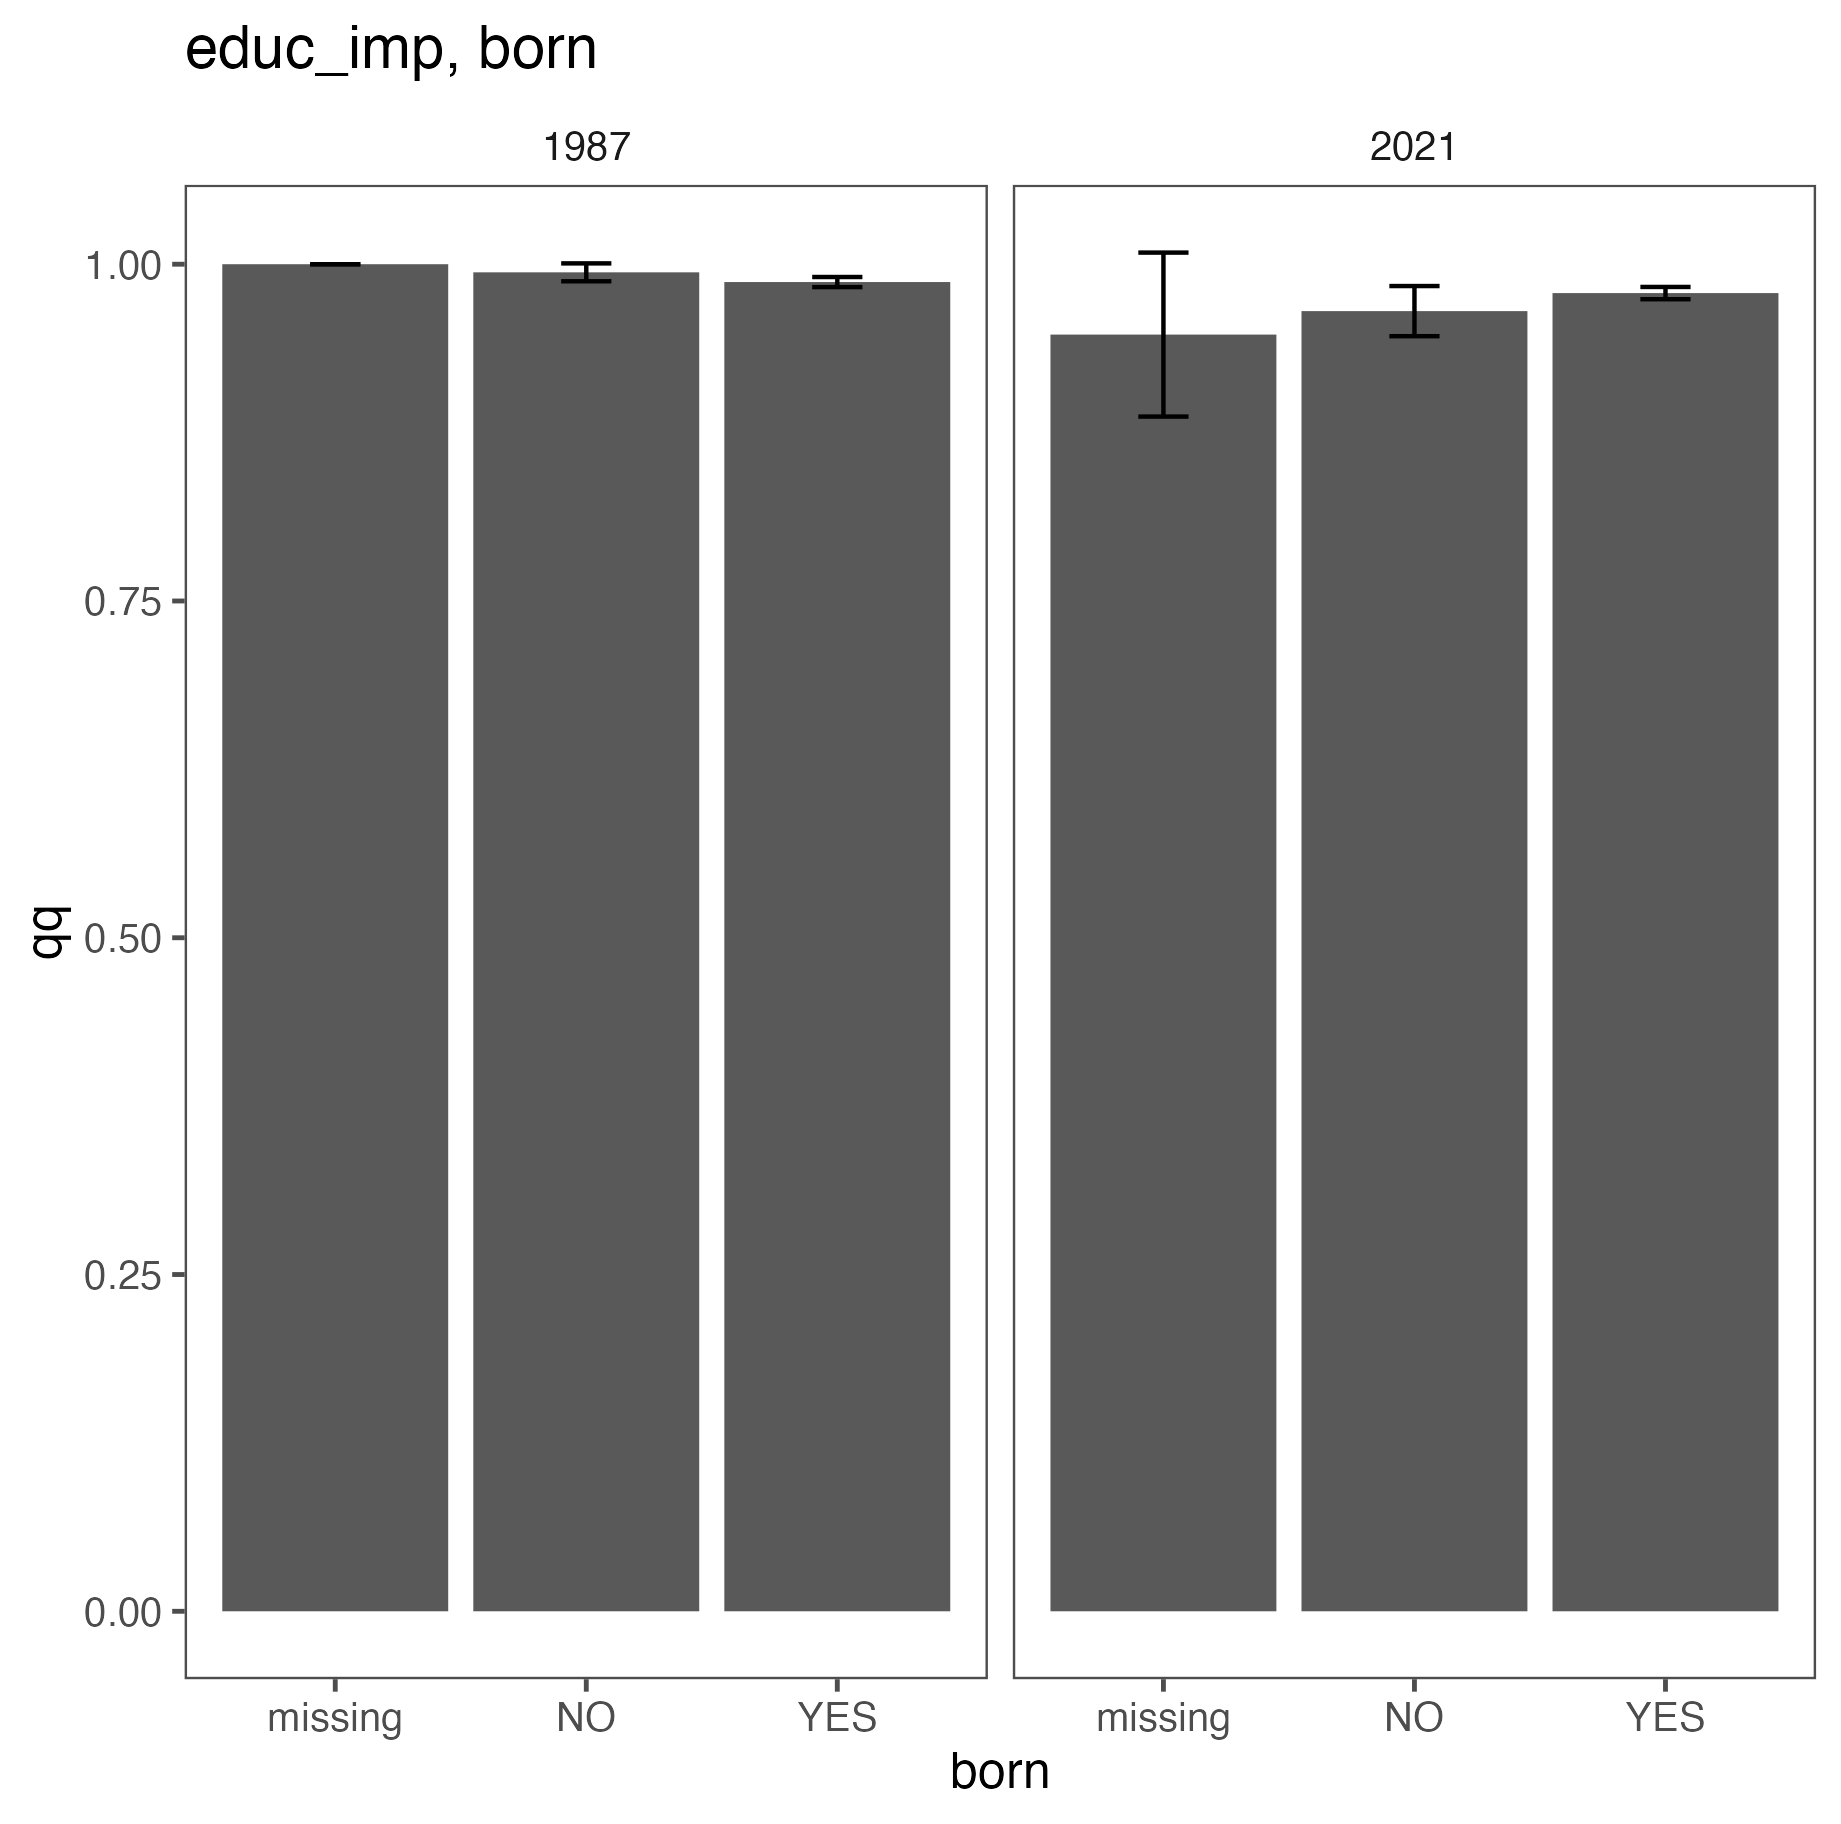 educ_imp, born
1987
2021
1.00
0.75
0.50
0.25
0.00
qq
missing NO YES missing NO YES
born